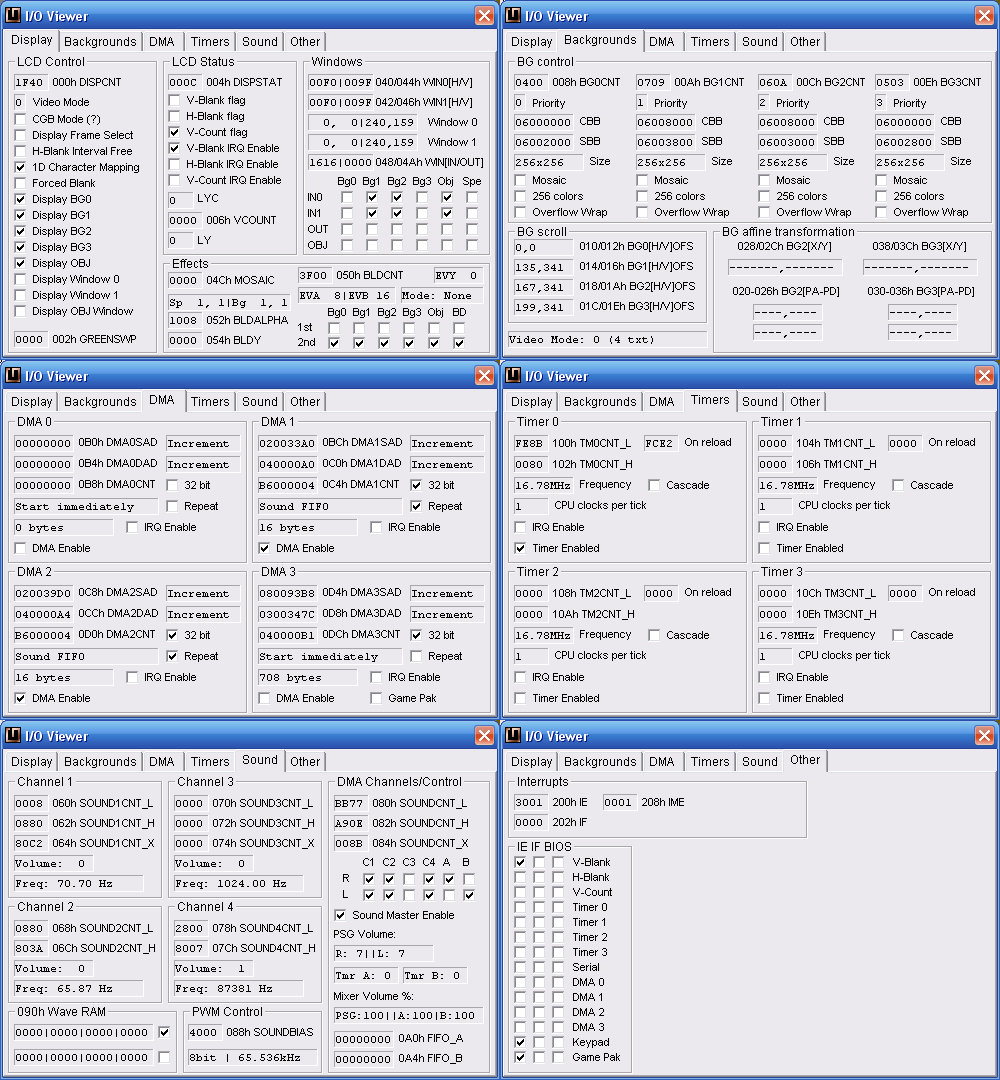 I/O Viewer
Display Backgrounds DMA Timers Sound Other
LCD Control
1F40 000h DISPCNT
0 Video Mode
CGB Mode (?)
Display Frame Select
H-Blank Interval Free
1D Character Mapping
Forced Blank
Display BG0
Display BG1
Display BG2
Display BG3
Display OBJ
Display Window 0
Display Window 1
Display OBJ Window
0000 002h GREENSWP
LCD Status
000C 004h DISPSTAT
V-Blank flag
H-Blank flag
V-Count flag
V-Blank IRQ Enable
H-Blank IRQ Enable
V-Count IRQ Enable
0 LYC
0000 006h VCOUNT
0 LY
Windows
00F0|009F 040/044h WIN0[H/V]
00F0|009F 042/046h WIN1[H/V]
0, 0|240,159 Window 0
0, 0|240,159 Window 1
1616|0000 048/04Ah WIN[IN/OUT]
Bg0 Bg1 Bg2 Bg3 Obj Spe
IN0
IN1
OUT
OBJ
Effects
0000 04Ch MOSAIC
Sp 1, 1|Bg 1, 1
1008 052h BLDALPHA
0000 054h BLDY
3F00 050h BLDCNT EVY 0
EVA 8|EVB 16 Mode: None
Bg0 Bg1 Bg2 Bg3 Obj BD
1st
2nd
I/O Viewer
Display Backgrounds DMA Timers Sound Other
BG control
0400 008h BG0CNT 0709 00Ah BG1CNT 060A 00Ch BG2CNT 0503 00Eh BG3CNT
0 Priority 1 Priority 2 Priority 3 Priority
06000000 CBB 06008000 CBB 06008000 CBB 06000000 CBB
06002000 SBB 06003800 SBB 06003000 SBB 06002800 SBB
256x256 Size 256x256 Size 256x256 Size 256x256 Size
Mosaic Mosaic Mosaic Mosaic
256 colors 256 colors 256 colors 256 colors
Overflow Wrap Overflow Wrap Overflow Wrap Overflow Wrap
BG scroll
0,0 010/012h BG0[H/V]OFS
135,341 014/016h BG1[H/V]OFS
167,341 018/01Ah BG2[H/V]OFS
199,341 01C/01Eh BG3[H/V]OFS
Video Mode: 0 (4 txt)
BG affine transformation
028/02Ch BG2[X/Y] 038/03Ch BG3[X/Y]
-------,------- -------,-------
020-026h BG2[PA-PD] 030-036h BG3[PA-PD]
----,---- ----,----
----,---- ----,----
I/O Viewer
Display Backgrounds DMA Timers Sound Other
DMA 0
00000000 0B0h DMA0SAD Increment
00000000 0B4h DMA0DAD Increment
00000000 0B8h DMA0CNT 32 bit
Start immediately Repeat
0 bytes IRQ Enable
DMA Enable
DMA 1
020033A0 0BCh DMA1SAD Increment
040000A0 0C0h DMA1DAD Increment
B6000004 0C4h DMA1CNT 32 bit
Sound FIFO Repeat
16 bytes IRQ Enable
DMA Enable
DMA 2
020039D0 0C8h DMA2SAD Increment
040000A4 0CCh DMA2DAD Increment
B6000004 0D0h DMA2CNT 32 bit
Sound FIFO Repeat
16 bytes IRQ Enable
DMA Enable
DMA 3
080093B8 0D4h DMA3SAD Increment
0300347C 0D8h DMA3DAD Increment
040000B1 0DCh DMA3CNT 32 bit
Start immediately Repeat
708 bytes IRQ Enable
DMA Enable Game Pak
I/O Viewer
Display Backgrounds DMA Timers Sound Other
Timer 0
FE8B 100h TM0CNT_L FCE2 On reload
0080 102h TM0CNT_H
16.78MHz Frequency Cascade
1 CPU clocks per tick
IRQ Enable
Timer Enabled
Timer 1
0000 104h TM1CNT_L 0000 On reload
0000 106h TM1CNT_H
16.78MHz Frequency Cascade
1 CPU clocks per tick
IRQ Enable
Timer Enabled
Timer 2
0000 108h TM2CNT_L 0000 On reload
0000 10Ah TM2CNT_H
16.78MHz Frequency Cascade
1 CPU clocks per tick
IRQ Enable
Timer Enabled
Timer 3
0000 10Ch TM3CNT_L 0000 On reload
0000 10Eh TM3CNT_H
16.78MHz Frequency Cascade
1 CPU clocks per tick
IRQ Enable
Timer Enabled
I/O Viewer
Display Backgrounds DMA Timers Sound Other
Channel 1
0008 060h SOUND1CNT_L
0880 062h SOUND1CNT_H
80C2 064h SOUND1CNT_X
Volume: 0
Freq: 70.70 Hz
Channel 2
0880 068h SOUND2CNT_L
803A 06Ch SOUND2CNT_H
Volume: 0
Freq: 65.87 Hz
090h Wave RAM
0000|0000|0000|0000
0000|0000|0000|0000
Channel 3
0000 070h SOUND3CNT_L
0000 072h SOUND3CNT_H
0000 074h SOUND3CNT_X
Volume: 0
Freq: 1024.00 Hz
Channel 4
2800 078h SOUND4CNT_L
8007 07Ch SOUND4CNT_H
Volume: 1
Freq: 87381 Hz
PWM Control
4000 088h SOUNDBIAS
8bit | 65.536kHz
DMA Channels/Control
BB77 080h SOUNDCNT_L
A90E 082h SOUNDCNT_H
008B 084h SOUNDCNT_X
C1 C2 C3 C4 A B
R
L
Sound Master Enable
PSG Volume:
R: 7||L: 7
Tmr A: 0 Tmr B: 0
Mixer Volume %:
PSG:100||A:100|B:100
00000000 0A0h FIFO_A
00000000 0A4h FIFO_B
I/O Viewer
Display Backgrounds DMA Timers Sound Other
Interrupts
3001 200h IE 0001 208h IME
0000 202h IF
IE IF BIOS
V-Blank
H-Blank
V-Count
Timer 0
Timer 1
Timer 2
Timer 3
Serial
DMA 0
DMA 1
DMA 2
DMA 3
Keypad
Game Pak